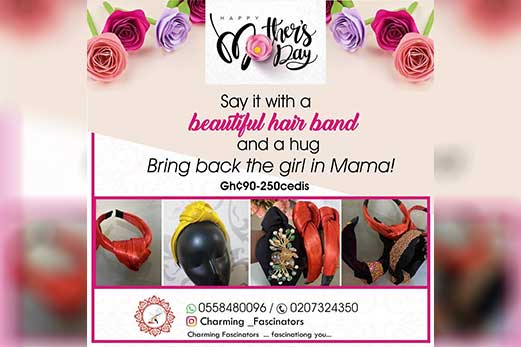 HAPPY
Mother's
Day
Say it with a
beautiful hair band
and a hug
Bring back the girl in Mama!
Gh¢90-250cedis
0558480096 / 0207324350
Charming _Fascinators
Charming Fascinators ... fascinationg you...